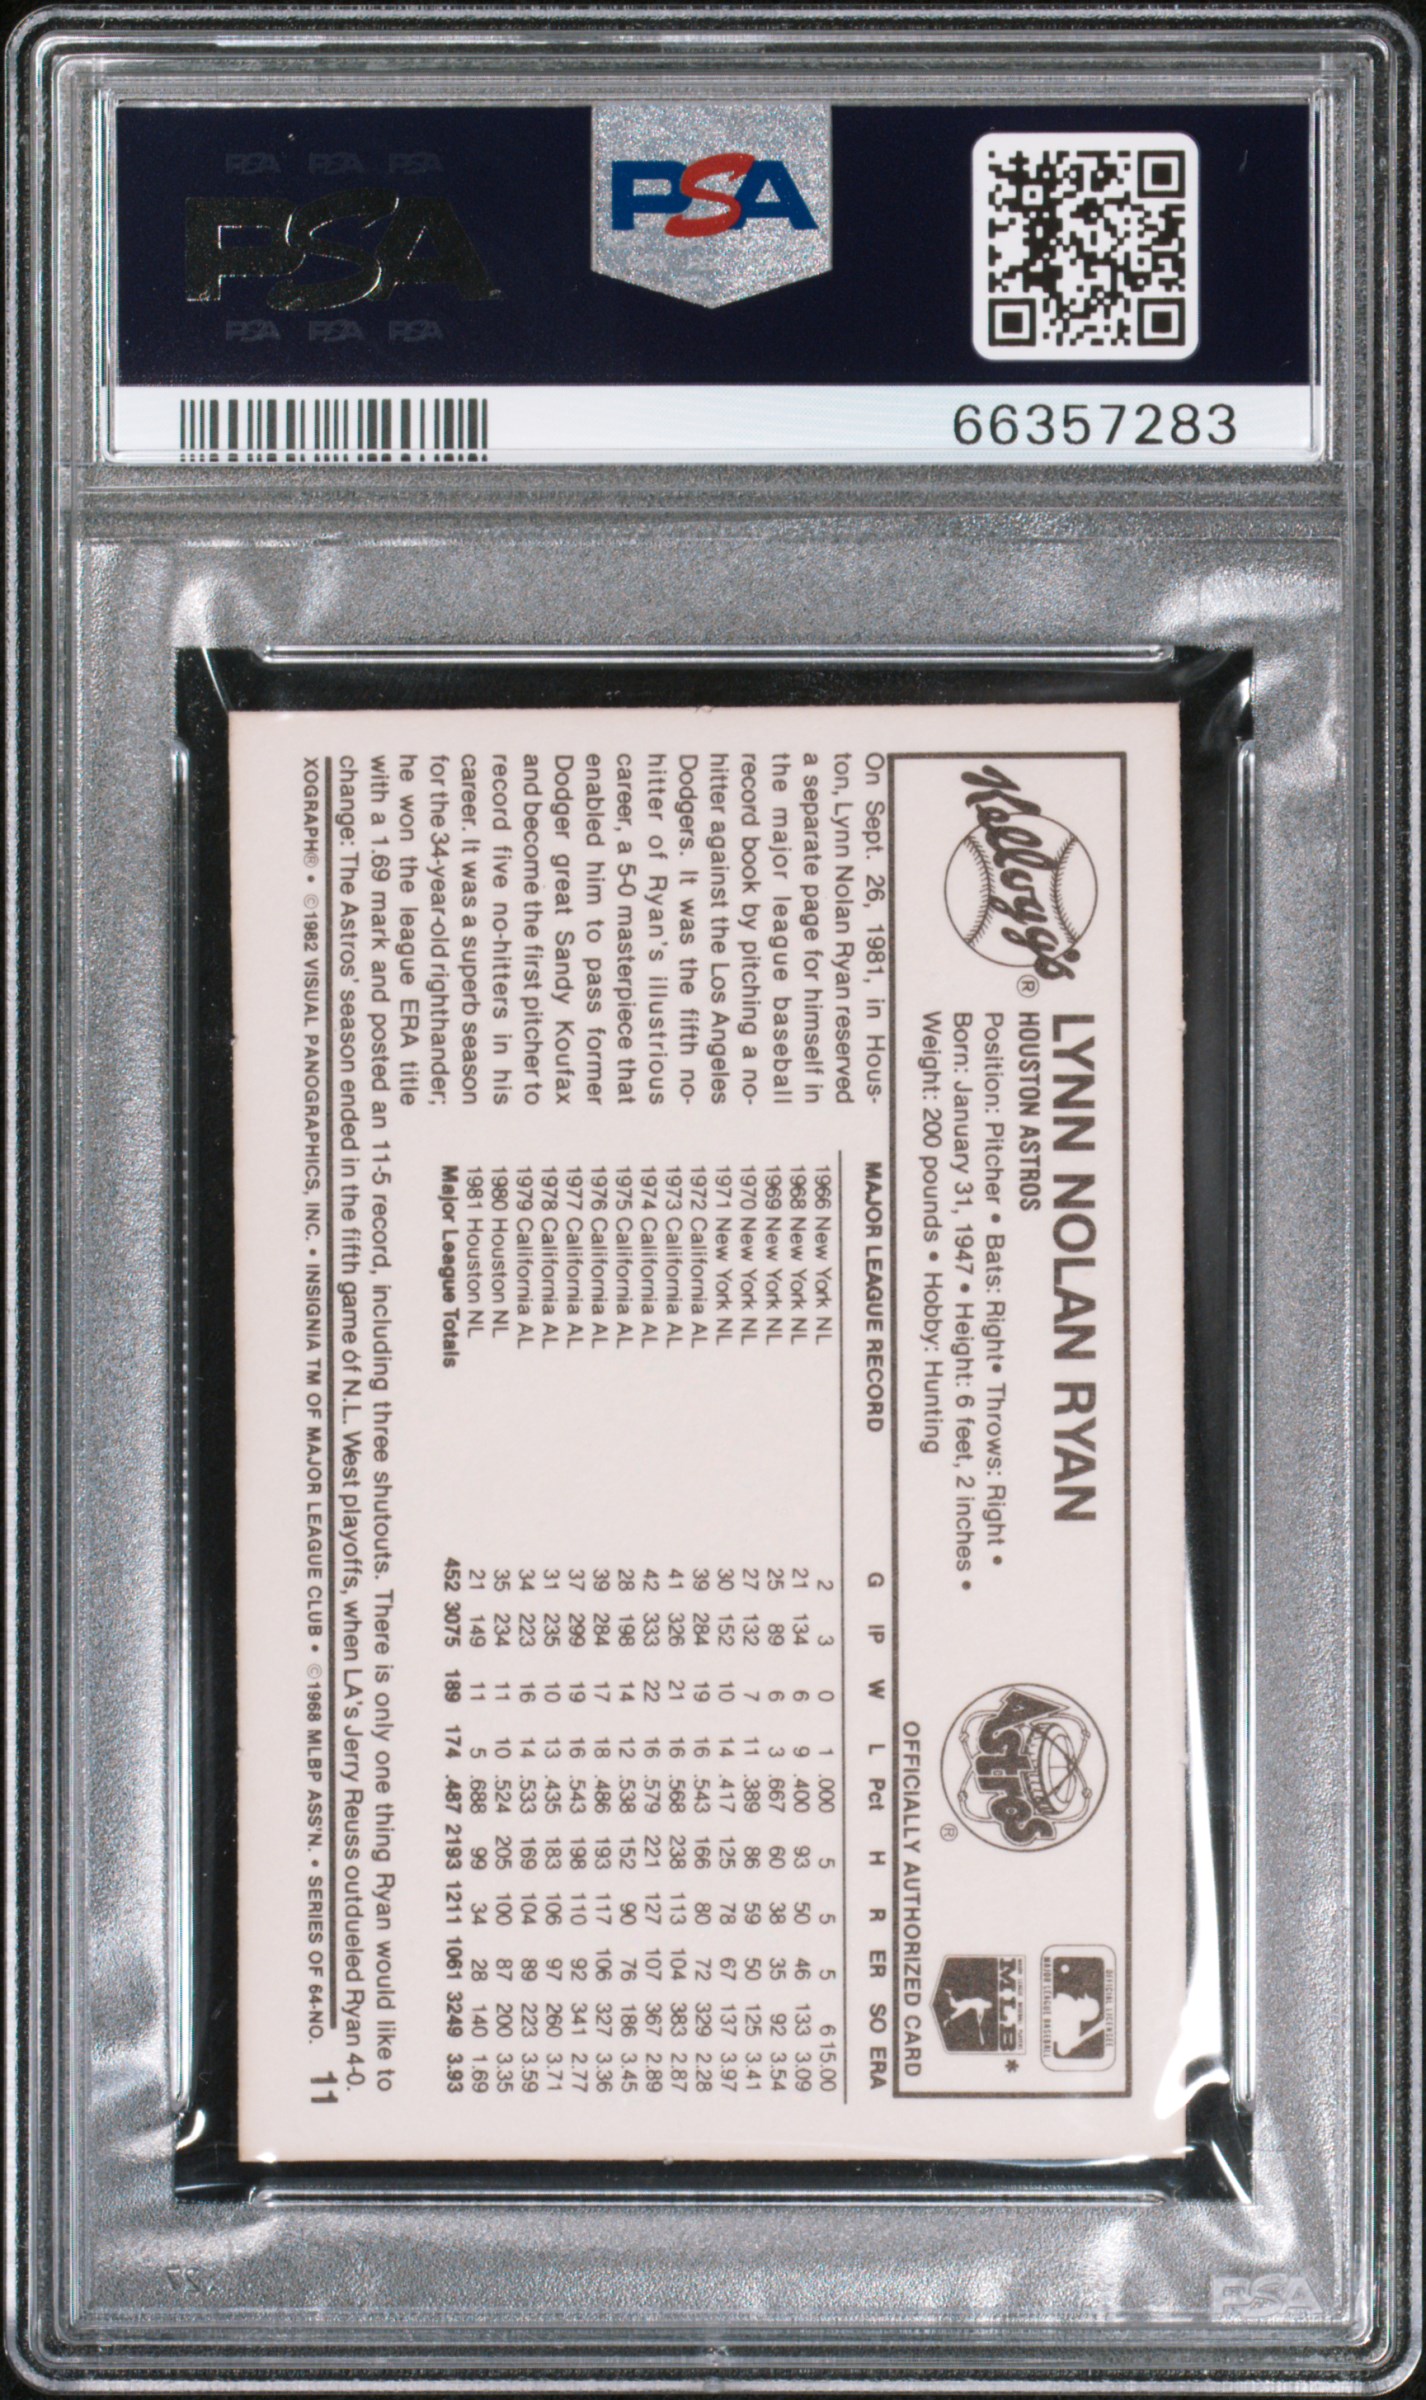 PSA PSA PSA
PSA
PSA PSA PSA
PSA
66357283
Kellogg's®
LYNN NOLAN RYAN
HOUSTON ASTROS
Position: Pitcher • Bats: Right • Throws: Right •
Born: January 31, 1947 • Height: 6 feet, 2 inches •
Weight: 200 pounds • Hobby: Hunting
Astros ®
OFFICIAL LICENSEE
MAJOR LEAGUE BASEBALL
MLB*
OFFICIALLY AUTHORIZED CARD
On Sept. 26, 1981, in Hous-
ton, Lynn Nolan Ryan reserved
a separate page for himself in
the major league baseball
record book by pitching a no-
hitter against the Los Angeles
Dodgers. It was the fifth no-
hitter of Ryan's illustrious
career, a 5-0 masterpiece that
enabled him to pass former
Dodger great Sandy Koufax
and become the first pitcher to
record five no-hitters in his
career. It was a superb season
for the 34-year-old righthander;
he won the league ERA title
with a 1.69 mark and posted an 11-5 record, including three shutouts. There is only one thing Ryan would like to
change: The Astros' season ended in the fifth game of N.L. West playoffs, when LA's Jerry Reuss outdueled Ryan 4-0.
MAJOR LEAGUE RECORD G IP W L Pct H R ER SO ERA
1966 New York NL 2 3 0 1 .000 5 5 5 6 15.00
1968 New York NL 21 134 6 9 .400 93 50 46 133 3.09
1969 New York NL 25 89 6 3 .667 60 38 35 92 3.54
1970 New York NL 27 132 7 11 .389 86 59 50 125 3.41
1971 New York NL 30 152 10 14 .417 125 78 67 137 3.97
1972 California AL 39 284 19 16 .543 166 80 72 329 2.28
1973 California AL 41 326 21 16 .568 238 113 104 383 2.87
1974 California AL 42 333 22 16 .579 221 127 107 367 2.89
1975 California AL 28 198 14 12 .538 152 90 76 186 3.45
1976 California AL 39 284 17 18 .486 193 117 106 327 3.36
1977 California AL 37 299 19 16 .543 198 110 92 341 2.77
1978 California AL 31 235 10 13 .435 183 106 97 260 3.71
1979 California AL 34 223 16 14 .533 169 104 89 223 3.59
1980 Houston NL 35 234 11 10 .524 205 100 87 200 3.35
1981 Houston NL 21 149 11 5 .688 99 34 28 140 1.69
Major League Totals 452 3075 189 174 .487 2193 1211 1061 3249 3.93
XOGRAPH® • ©1982 VISUAL PANOGRAPHICS, INC. • INSIGNIA TM OF MAJOR LEAGUE CLUB • ©1968 MLBP ASS'N. • SERIES OF 64-NO. 11
PSA